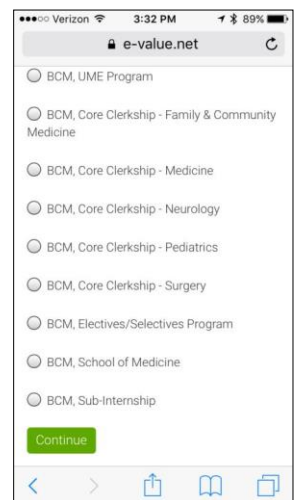 Verizon 3:32 PM 89%
e-value.net
BCM, UME Program
BCM, Core Clerkship - Family & Community
Medicine
BCM, Core Clerkship - Medicine
BCM, Core Clerkship - Neurology
BCM, Core Clerkship - Pediatrics
BCM, Core Clerkship - Surgery
BCM, Electives/Selectives Program
BCM, School of Medicine
BCM, Sub-Internship
Continue